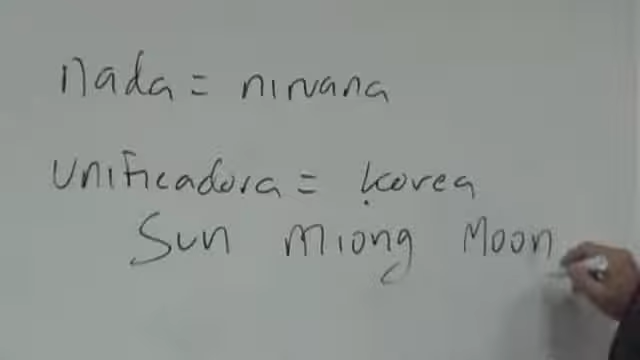 nada = nirvana
Unificadora = Korea
Sun Miong Moon